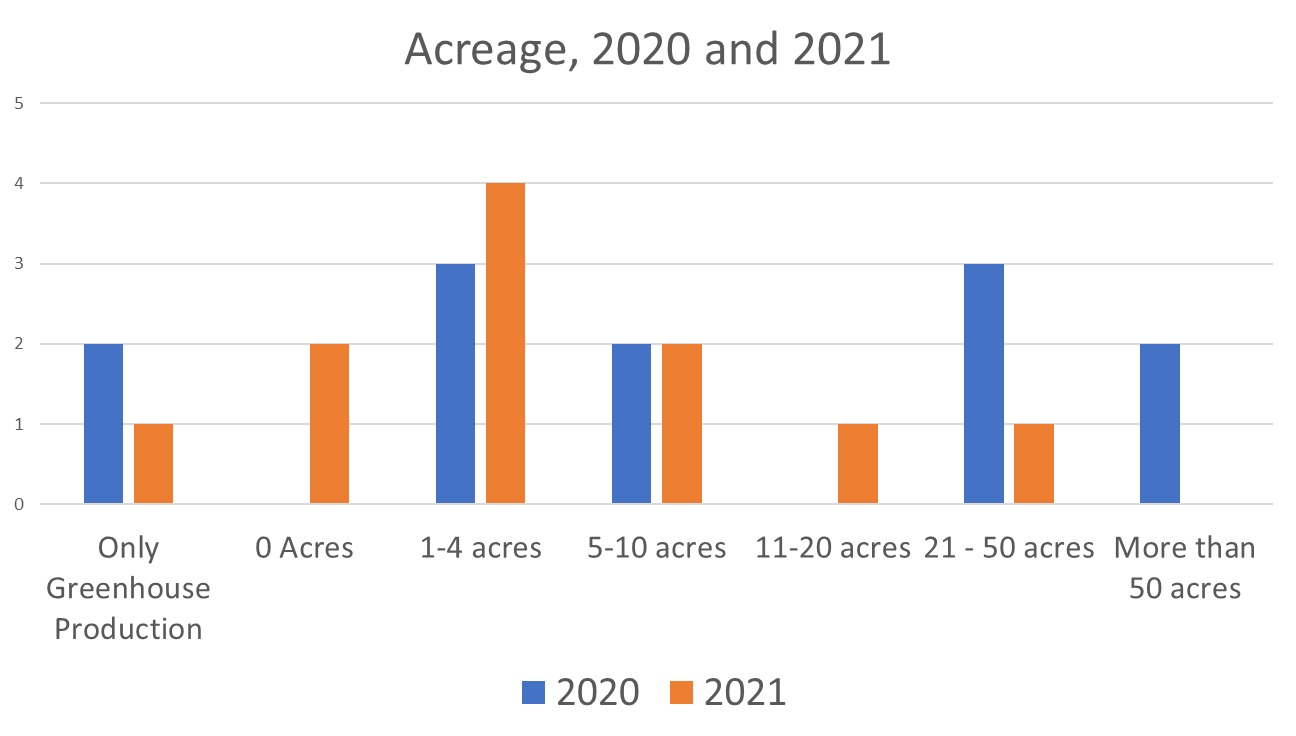 Acreage, 2020 and 2021
5
4
3
2
1
0
Only Greenhouse Production
0 Acres
1-4 acres
5-10 acres
11-20 acres
21 - 50 acres
More than 50 acres
2020
2021